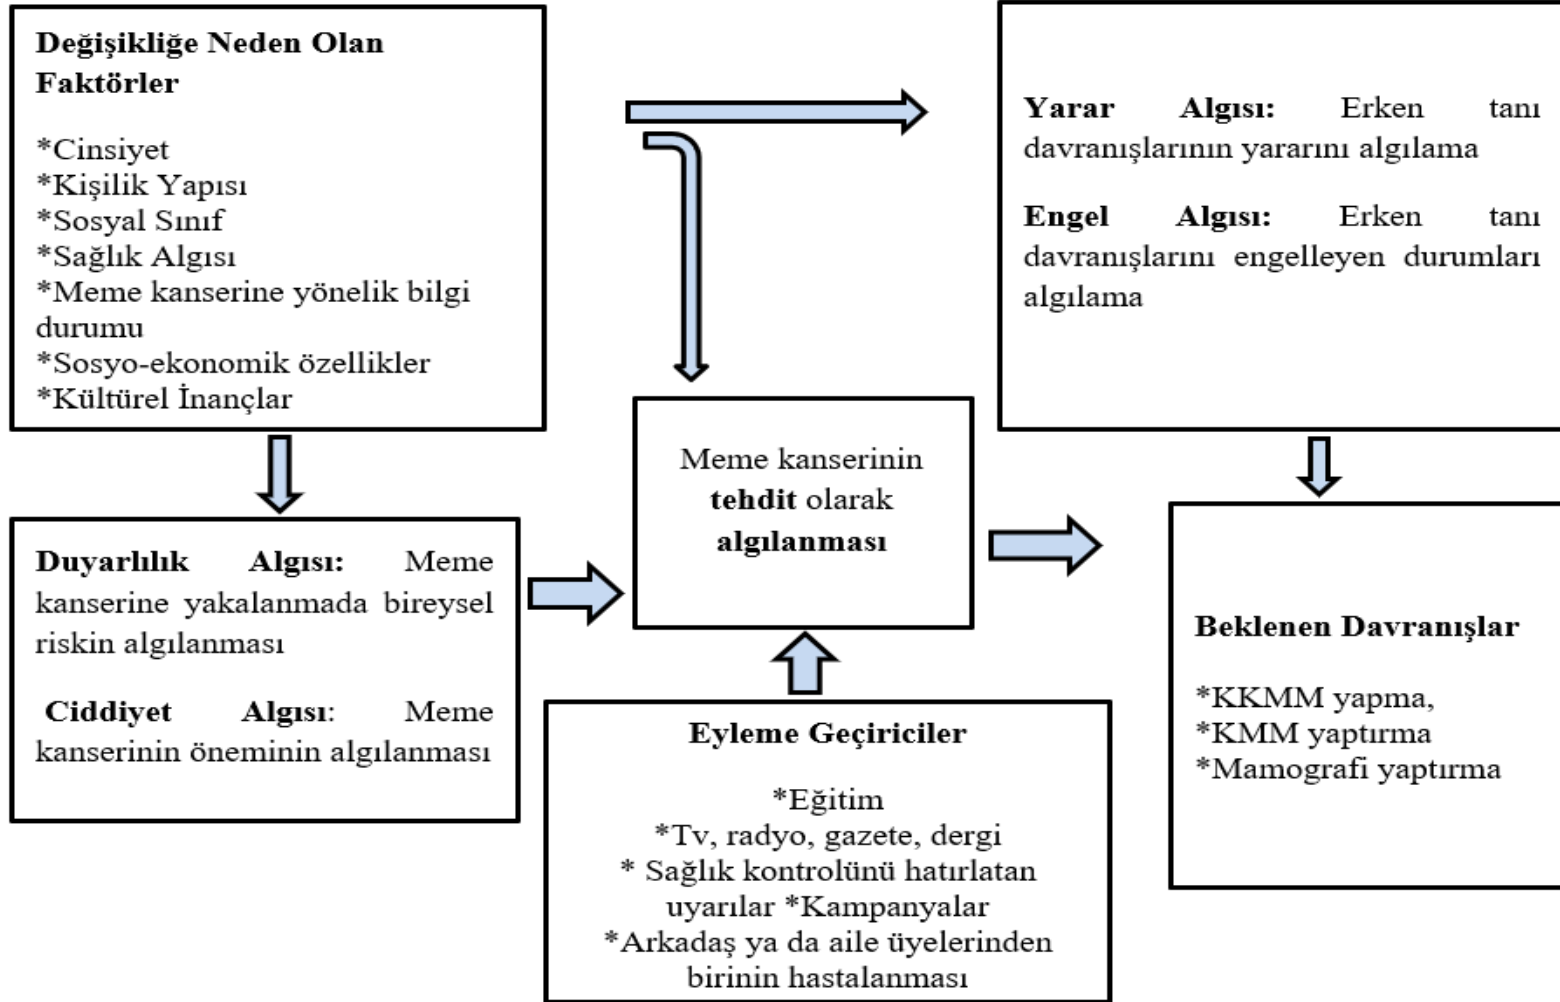 Değişikliğe Neden Olan
Faktörler
*Cinsiyet
*Kişilik Yapısı
*Sosyal Sınıf
*Sağlık Algısı
*Meme kanserine yönelik bilgi
durumu
*Sosyo-ekonomik özellikler
*Kültürel İnançlar
Yarar Algısı: Erken tanı
davranışlarının yararını algılama
Engel Algısı: Erken tanı
davranışlarını engelleyen durumları
algılama
Meme kanserinin
tehdit olarak
algılanması
Duyarlılık Algısı: Meme
kanserine yakalanmada bireysel
riskin algılanması
Ciddiyet Algısı: Meme
kanserinin öneminin algılanması
Eyleme Geçiriciler
*Eğitim
*Tv, radyo, gazete, dergi
* Sağlık kontrolünü hatırlatan
uyarılar *Kampanyalar
*Arkadaş ya da aile üyelerinden
birinin hastalanması
Beklenen Davranışlar
*KKMM yapma,
*KMM yaptırma
*Mamografi yaptırma